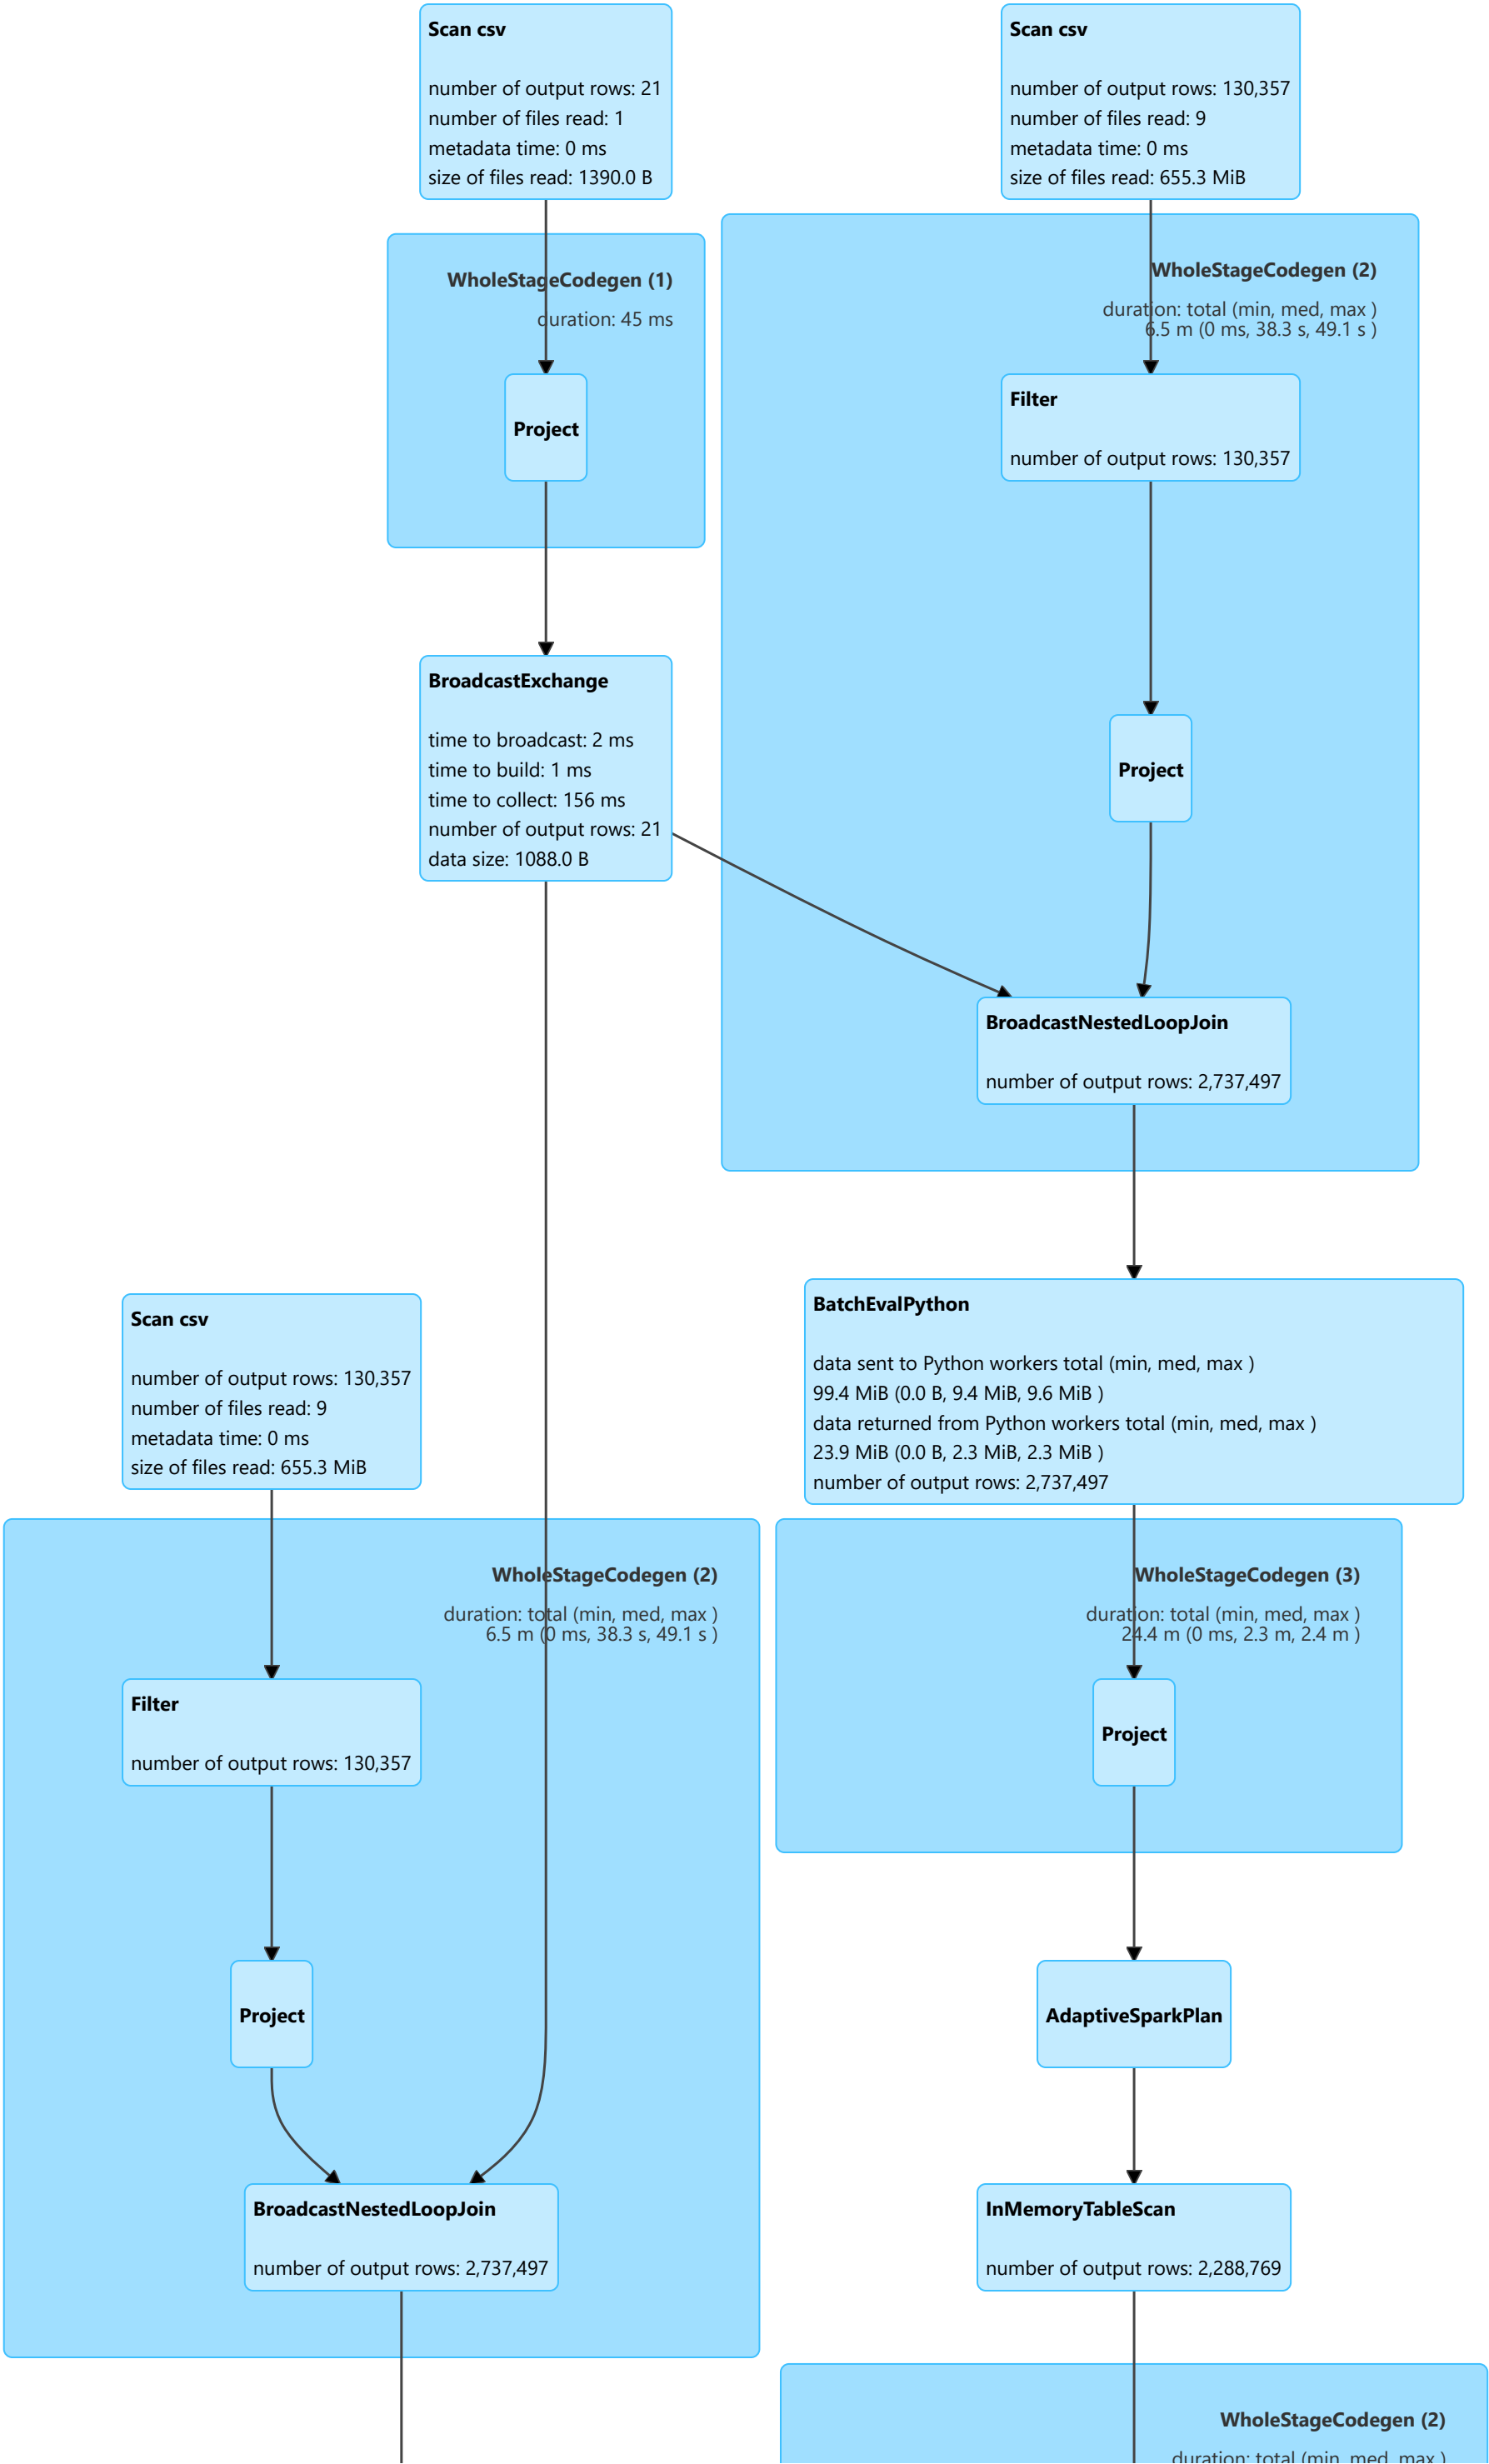 Scan csv
number of output rows: 21
number of files read: 1
metadata time: 0 ms
size of files read: 1390.0 B
Scan csv
number of output rows: 130,357
number of files read: 9
metadata time: 0 ms
size of files read: 655.3 MiB
WholeStageCodegen (1)
duration: 45 ms
Project
WholeStageCodegen (2)
duration: total (min, med, max )
6.5 m (0 ms, 38.3 s, 49.1 s )
Filter
number of output rows: 130,357
Project
BroadcastExchange
time to broadcast: 2 ms
time to build: 1 ms
time to collect: 156 ms
number of output rows: 21
data size: 1088.0 B
BroadcastNestedLoopJoin
number of output rows: 2,737,497
BatchEvalPython
data sent to Python workers total (min, med, max )
99.4 MiB (0.0 B, 9.4 MiB, 9.6 MiB )
data returned from Python workers total (min, med, max )
23.9 MiB (0.0 B, 2.3 MiB, 2.3 MiB )
number of output rows: 2,737,497
Scan csv
number of output rows: 130,357
number of files read: 9
metadata time: 0 ms
size of files read: 655.3 MiB
WholeStageCodegen (2)
duration: total (min, med, max )
6.5 m (0 ms, 38.3 s, 49.1 s )
Filter
number of output rows: 130,357
Project
BroadcastNestedLoopJoin
number of output rows: 2,737,497
WholeStageCodegen (3)
duration: total (min, med, max )
24.4 m (0 ms, 2.3 m, 2.4 m )
Project
AdaptiveSparkPlan
InMemoryTableScan
number of output rows: 2,288,769
WholeStageCodegen (2)
duration: total (min, med, max )